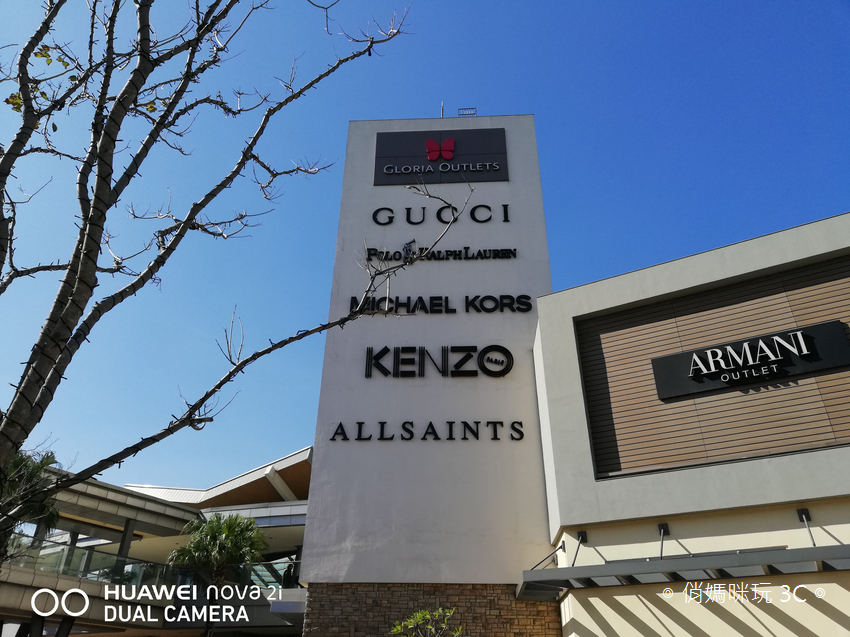 GLORIA OUTLETS
GUCCI
POLO RALPH LAUREN
MICHAEL KORS
KENZO
PARIS
ALLSAINTS
ARMANI
OUTLET
HUAWEI nova 2i
DUAL CAMERA
俏媽咪玩 3C